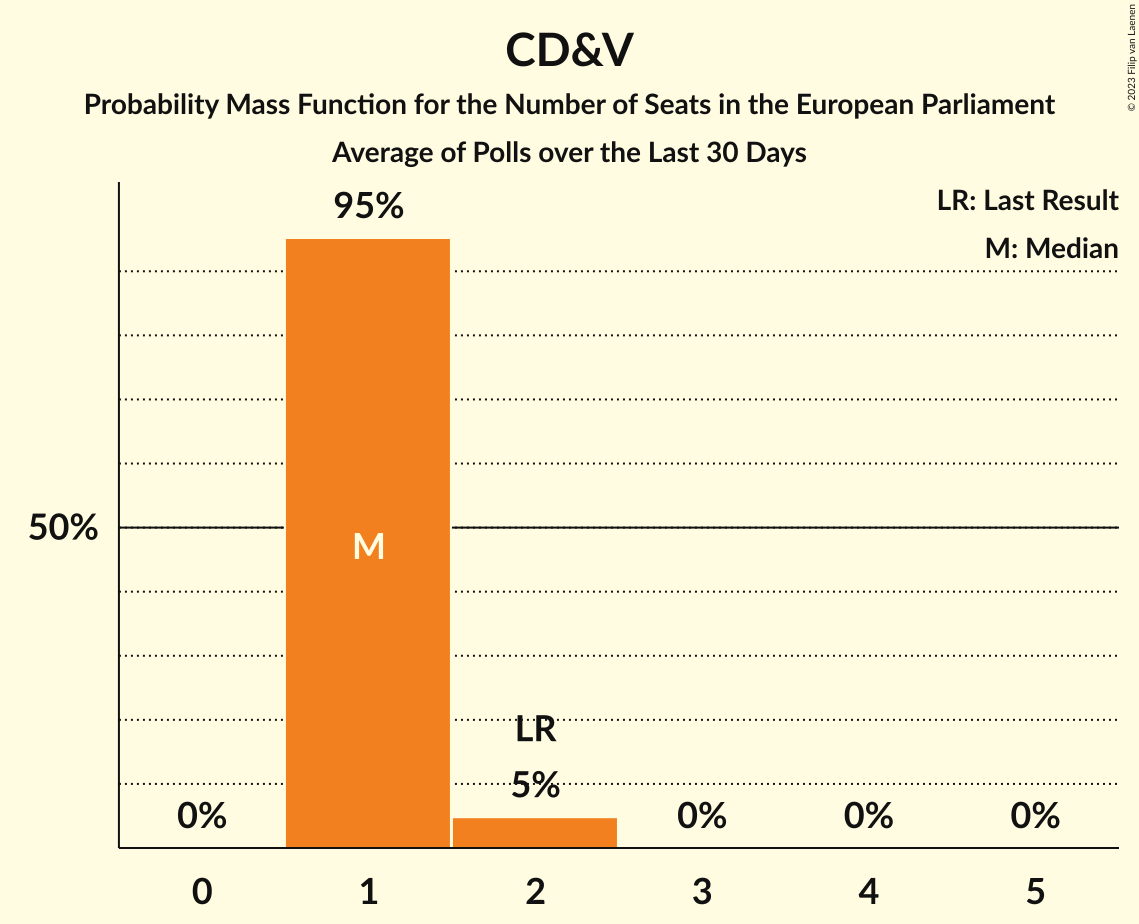 CD&V
Probability Mass Function for the Number of Seats in the European Parliament
Average of Polls over the Last 30 Days
© 2023 Filip van Laenen
LR: Last Result
M: Median
95%
50%
M
LR
5%
0%
0%
0%
0%
0 1 2 3 4 5